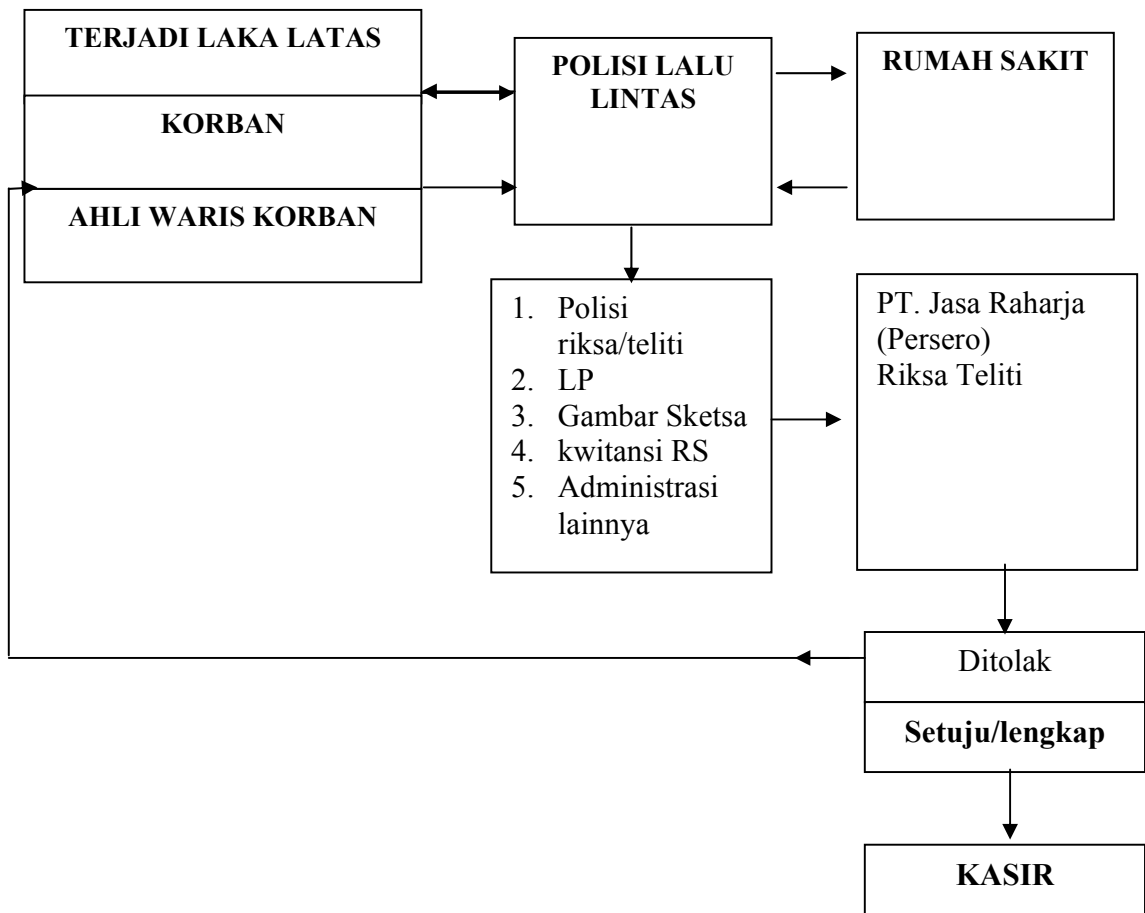 TERJADI LAKA LATAS
KORBAN
AHLI WARIS KORBAN
POLISI LALU
LINTAS
RUMAH SAKIT
1. Polisi
riksa/teliti
2. LP
3. Gambar Sketsa
4. kwitansi RS
5. Administrasi
lainnya
PT. Jasa Raharja
(Persero)
Riksa Teliti
Ditolak
Setuju/lengkap
KASIR